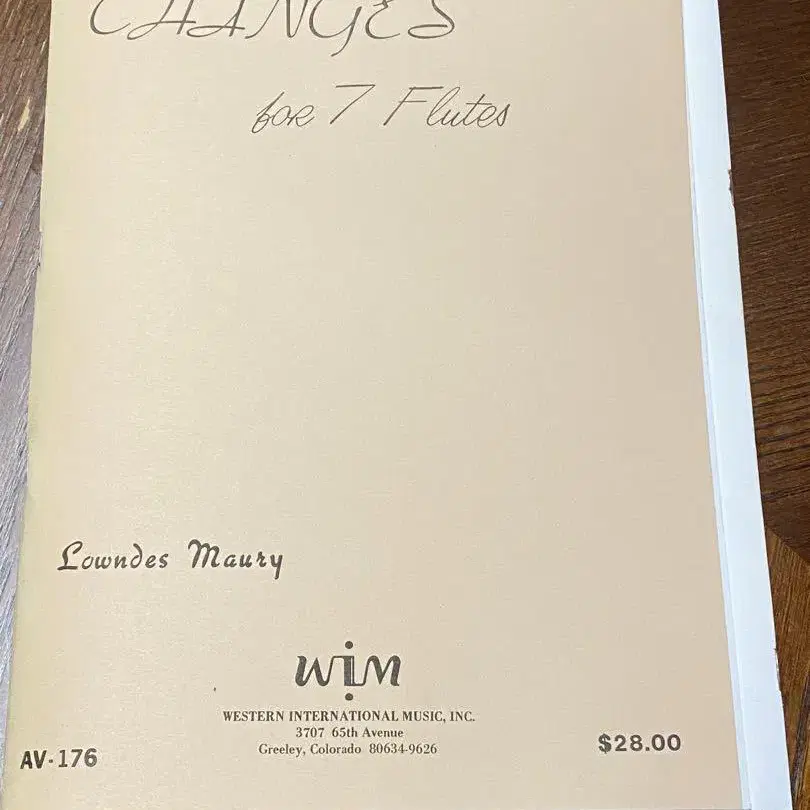 CHANGES
for 7 Flutes
Lowndes Maury
wim
WESTERN INTERNATIONAL MUSIC, INC.
3707 65th Avenue
Greeley, Colorado 80634-9626
AV-176
$28.00